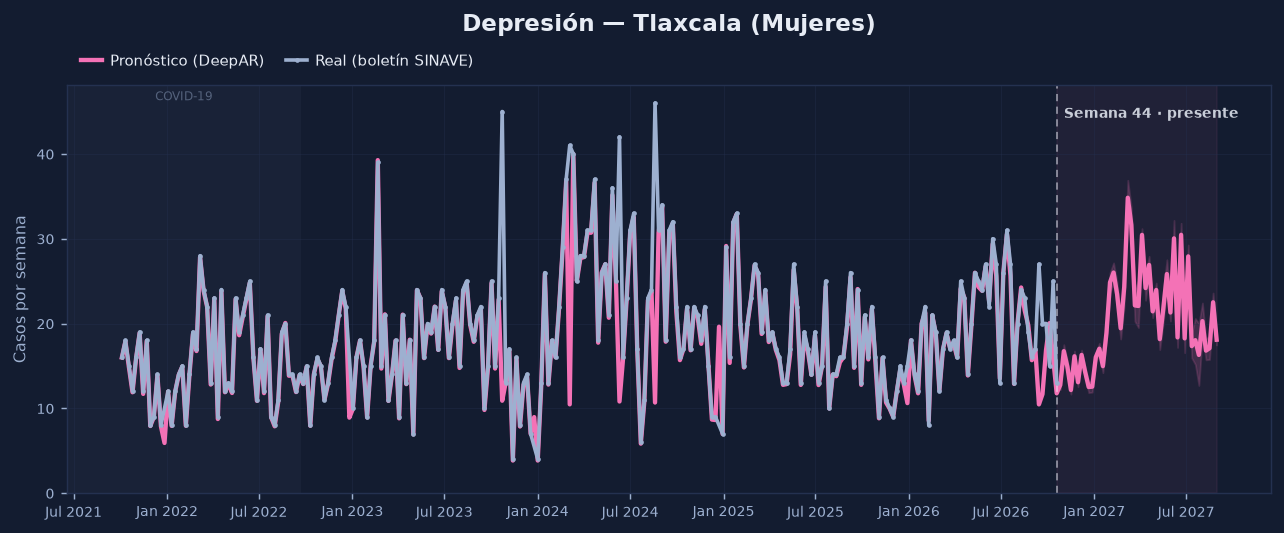 Depresión — Tlaxcala (Mujeres)
Pronóstico (DeepAR)
Real (boletín SINAVE)
COVID-19
Semana 44 · presente
Casos por semana
40
30
20
10
0
Jul 2021
Jan 2022
Jul 2022
Jan 2023
Jul 2023
Jan 2024
Jul 2024
Jan 2025
Jul 2025
Jan 2026
Jul 2026
Jan 2027
Jul 2027